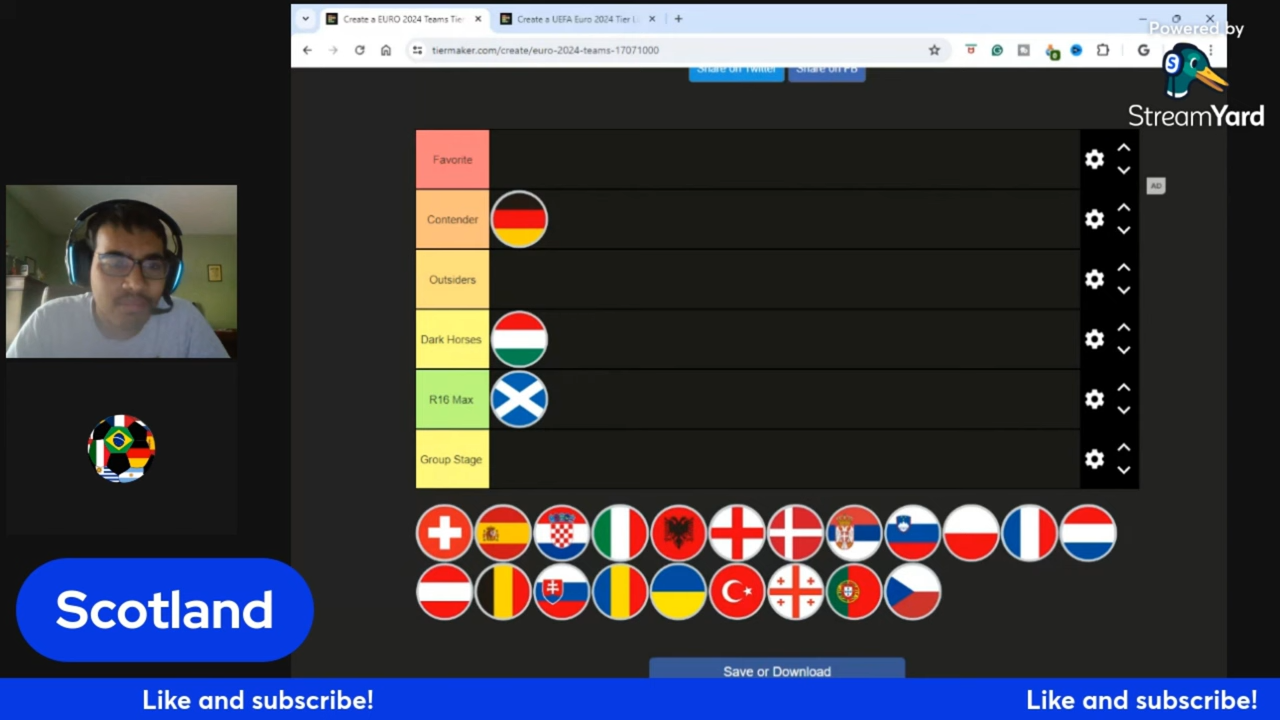 Create a EURO 2024 Teams Tie
Create a UEFA Euro 2024 Tier L
tiermaker.com/create/euro-2024-teams-17071000
Powered by
StreamYard
Share on Twitter
Share on FB
Favorite
AD
Contender
Outsiders
Dark Horses
R16 Max
Group Stage
Scotland
Save or Download
Like and subscribe!
Like and subscribe!